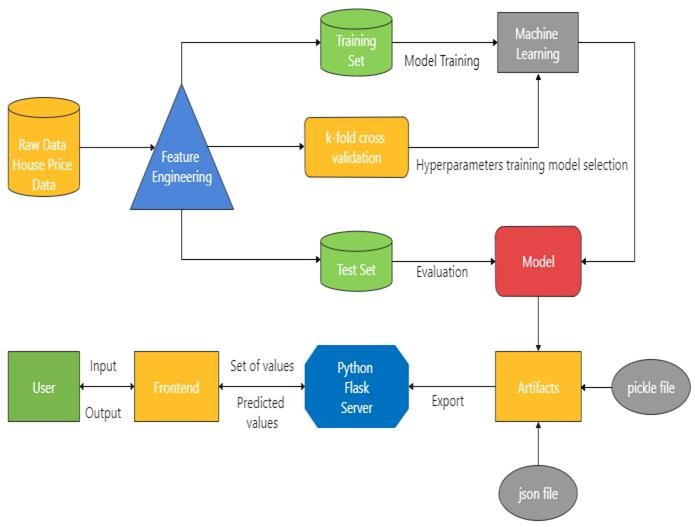 Training
Set
Model Training
Machine
Learning
Raw Data
House Price
Data
Feature
Engineering
k-fold cross
validation
Hyperparameters training model selection
Test Set
Evaluation
Model
User
Input
Output
Frontend
Set of values
Predicted
values
Python
Flask
Server
Export
Artifacts
pickle file
json file